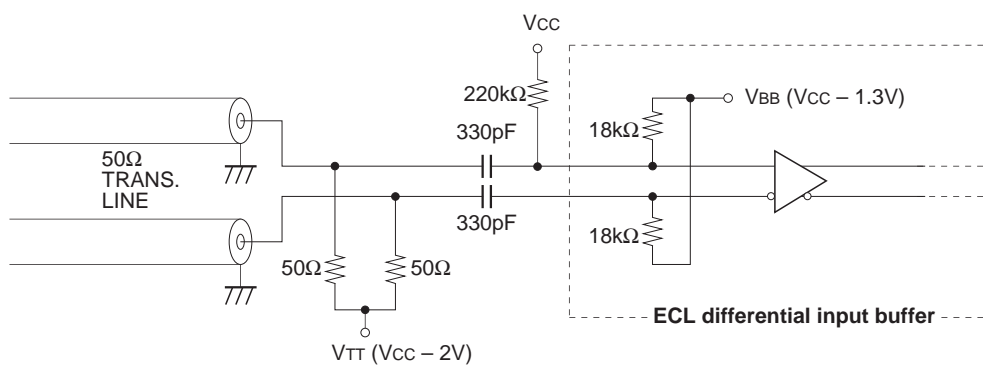 VCC
220kΩ
VBB (VCC – 1.3V)
330pF
18kΩ
50Ω
TRANS.
LINE
330pF
18kΩ
50Ω
50Ω
ECL differential input buffer
VTT (VCC – 2V)